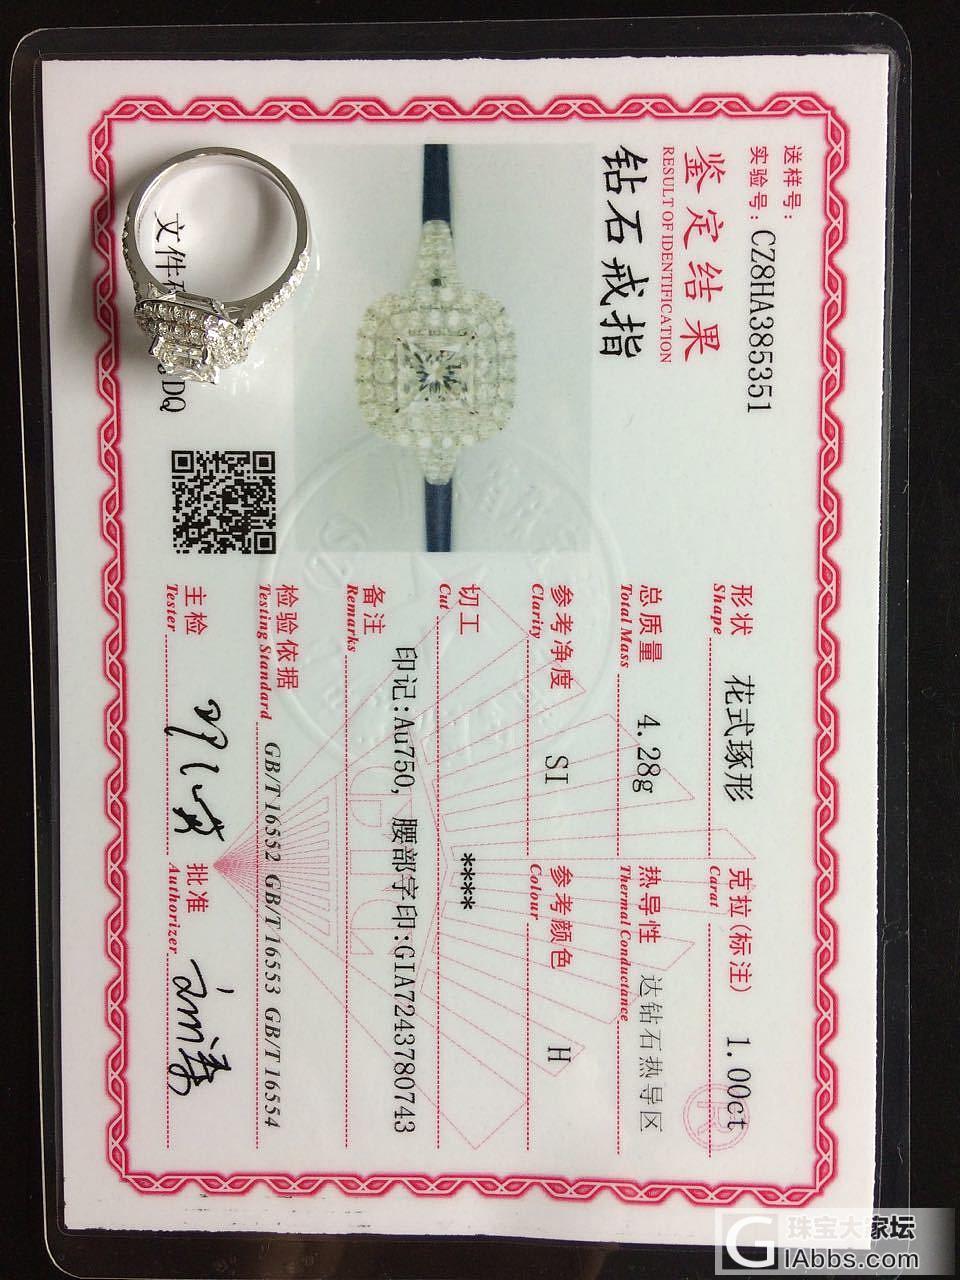 送样号:
实验号: CZ8HA385351
鉴定结果
RESULT OF IDENTIFICATION
钻石戒指
形状 花式琢形 克拉(标注) 1.00ct
Shape Carat
总质量 4.28g 热导性 达钻石热导区
Total Mass Thermal Conductance
参考净度 SI 参考颜色 H
Clarity Colour
切工 ****
Cut
备注 印记:Au750, 腰部字印:GIA7243780743
Remarks
检验依据 GB/T 16552 GB/T 16553 GB/T 16554
Testing Standard
主检 批准
Tester Authorizer
文件
DQ
珠宝大家坛
GIAbbs.com